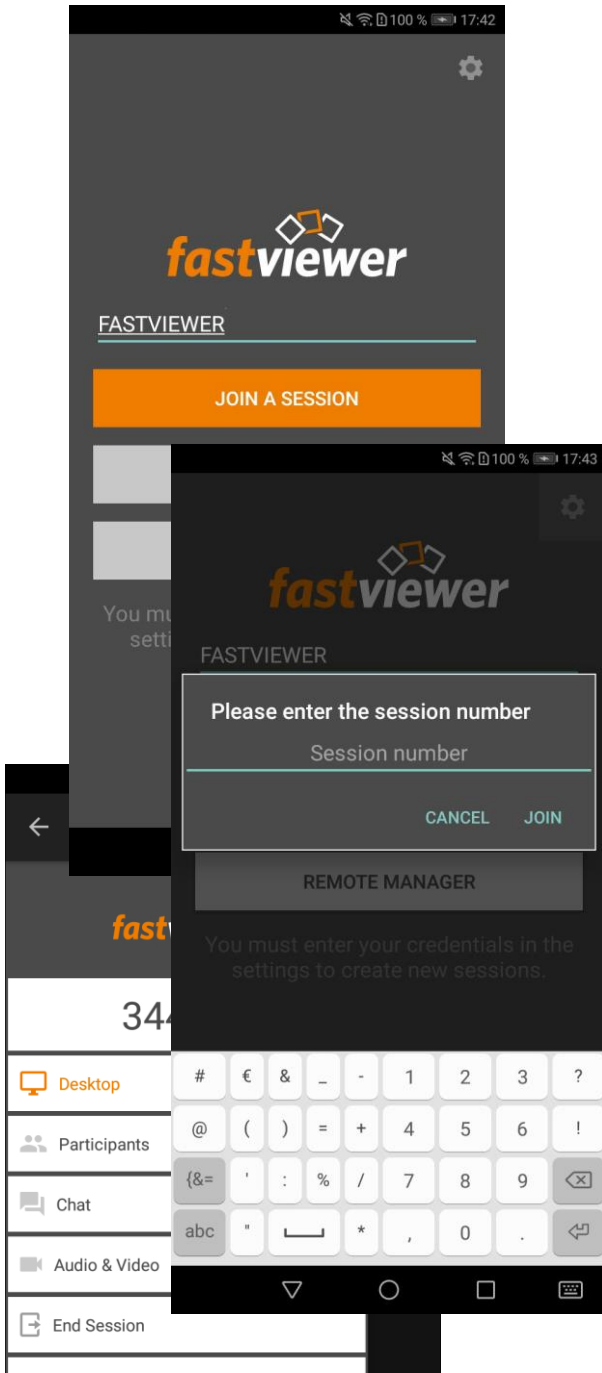 100 % 17:42
fastviewer
FASTVIEWER
JOIN A SESSION
You mu
setti
100 % 17:43
fastviewer
FASTVIEWER
Please enter the session number
Session number
CANCEL JOIN
REMOTE MANAGER
You must enter your credentials in the
settings to create new sessions.
# € & _ - 1 2 3 ?
@ ( ) = + 4 5 6 !
{&= ' : % / 7 8 9
abc " * , 0 .
fast
344
Desktop
Participants
Chat
Audio & Video
End Session